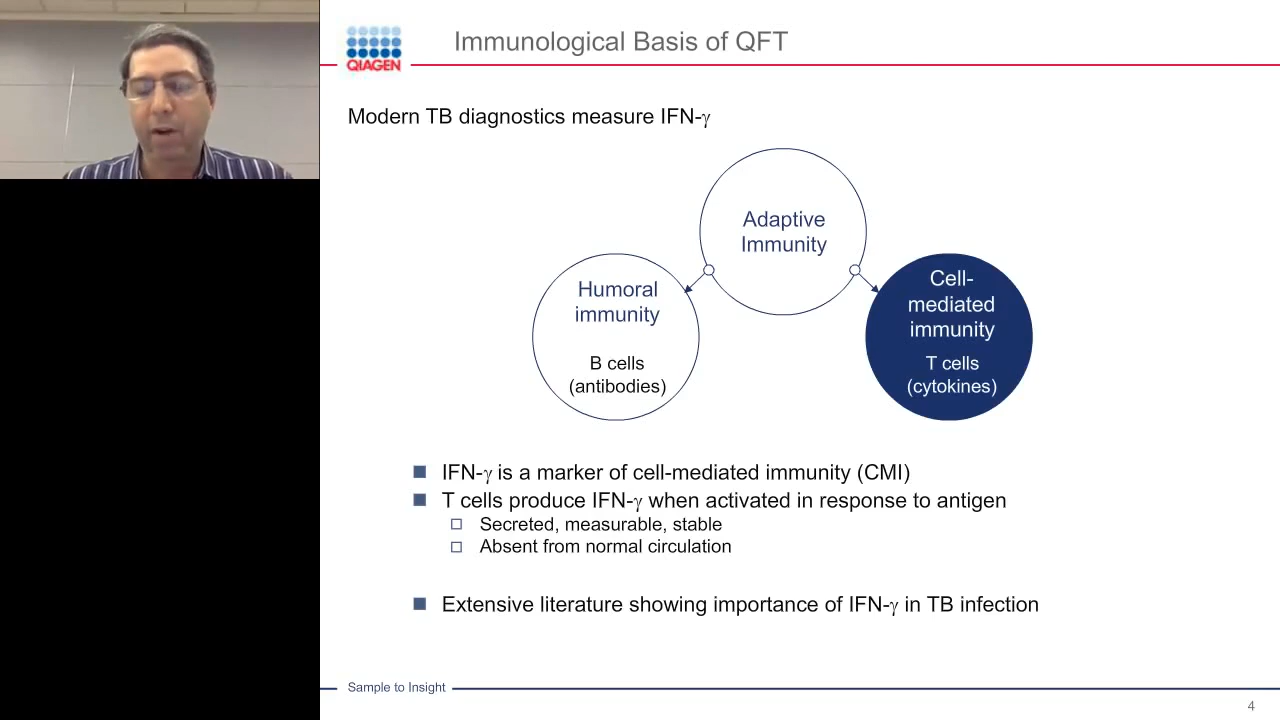 QIAGEN
Immunological Basis of QFT
Modern TB diagnostics measure IFN-γ
Adaptive
Immunity
Humoral
immunity
B cells
(antibodies)
Cell-
mediated
immunity
T cells
(cytokines)
IFN-γ is a marker of cell-mediated immunity (CMI)
T cells produce IFN-γ when activated in response to antigen
Secreted, measurable, stable
Absent from normal circulation
Extensive literature showing importance of IFN-γ in TB infection
Sample to Insight
4